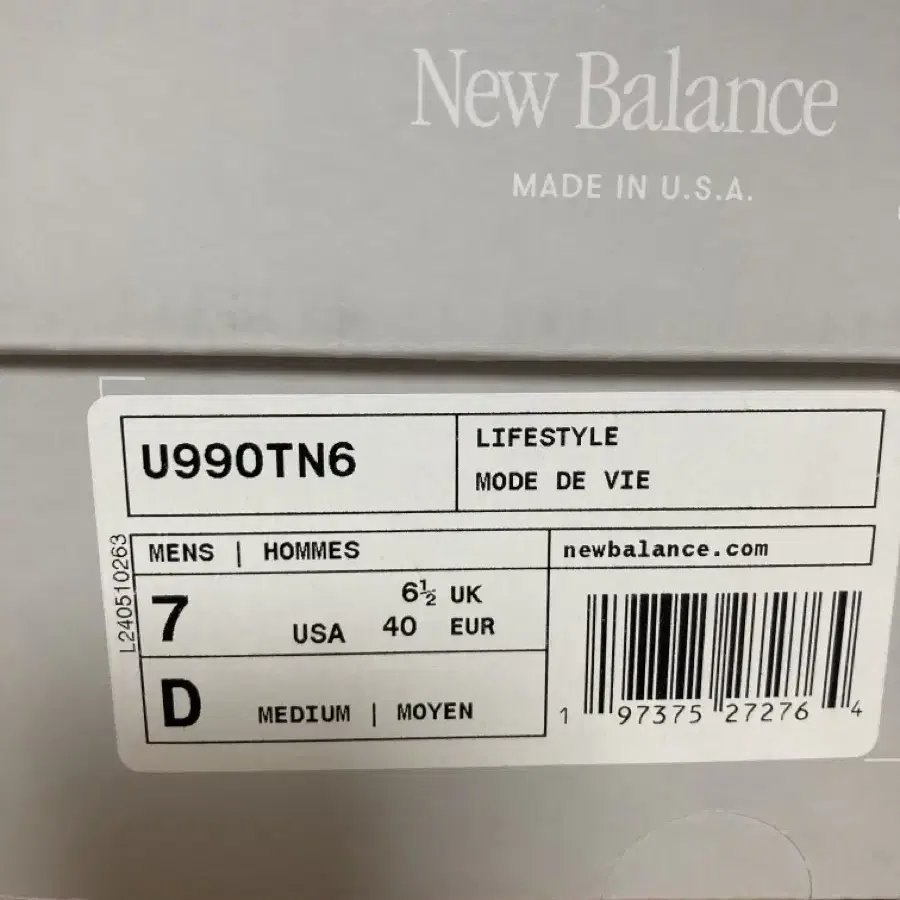 New Balance
MADE IN U.S.A.
U990TN6
LIFESTYLE
MODE DE VIE
L240510263
MENS | HOMMES
newbalance.com
7 USA
6½ UK
40 EUR
D MEDIUM | MOYEN
1 97375 27276 4